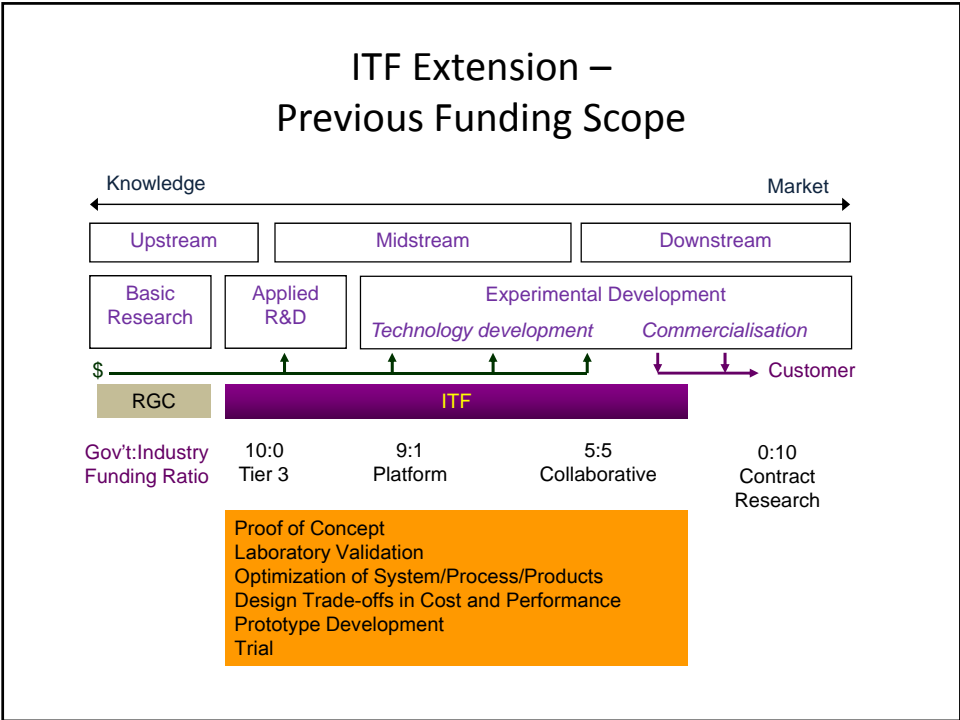 ITF Extension –
Previous Funding Scope
Knowledge
Market
Upstream
Midstream
Downstream
Basic
Research
Applied
R&D
Experimental Development
Technology development
Commercialisation
$
Customer
RGC
ITF
Gov't:Industry
Funding Ratio
10:0
Tier 3
9:1
Platform
5:5
Collaborative
0:10
Contract
Research
Proof of Concept
Laboratory Validation
Optimization of System/Process/Products
Design Trade-offs in Cost and Performance
Prototype Development
Trial